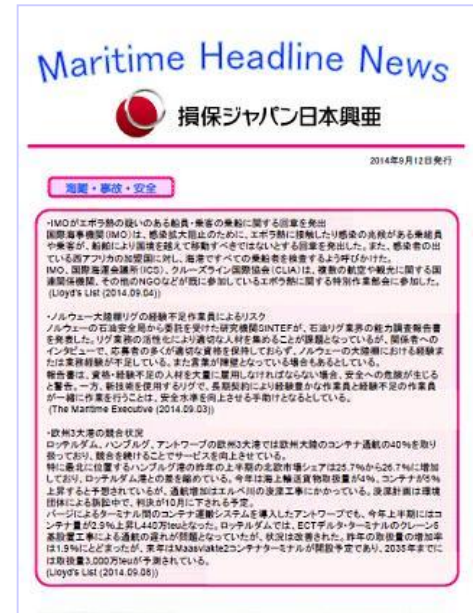 Maritime Headline News
損保ジャパン日本興亜
2014年9月12日発行
海難・事故・安全
・IMOがエボラ熱の疑いのある船員・乗客の乗船に関する回章を発出
国際海事機関(IMO)は、感染拡大阻止のために、エボラ熱に接触したり感染の兆候がある乗組員
や乗客が、船舶により国境を越えて移動すべきではないとする回章を発出した。また、感染者の出
ている西アフリカの加盟国に対し、海港ですべての乗船者を検査するよう呼びかけた。
IMO、国際海運会議所(ICS)、クルーズライン国際協会(CLIA)は、複数の航空や観光に関する国
連関係機関、その他のNGOなどが既に参加しているエボラ熱に関する特別作業部会に参加した。
(Lloyd's List (2014.09.04))
・ノルウェー大陸棚リグの経験不足作業員によるリスク
ノルウェーの石油安全局から委託を受けた研究機関SINTEFが、石油リグ業界の能力調査報告書
を発表した。リグ業務の活性化により適切な人材を集めることが課題となっているが、関係者への
インタビューで、応募者の多くが適切な資格を保持しておらず、ノルウェーの大陸棚における経験ま
たは業務経験が不足している。また言葉が障壁となっている場合もあるとしている。
報告書は、資格・経験不足の人材を大量に雇用しなければならない場合、安全への危険が生じる
と警告。一方、新技術を使用するリグで、長期契約により経験豊かな作業員と経験不足の作業員
が一緒に作業を行うことは、安全水準を向上させる手助けとなるとしている。
(The Maritime Executive (2014.09.03))
・欧州3大港の競合状況
ロッテルダム、ハンブルグ、アントワープの欧州3大港では欧州大陸のコンテナ通航の40%を取り
扱っており、競合を続けることでサービスを向上させている。
特に最北に位置するハンブルグ港の昨年の上半期の北欧市場シェアは25.7%から26.7%に増加
しており、ロッテルダム港との差を縮めている。今年は海上輸送貨物取扱量が4%、コンテナが5%
上昇すると予想されているが、通航増加はエルベ川の浚渫工事にかかっている。浚渫計画は環境
団体による訴訟中で、判決が10月に下される予定。
バージによるターミナル間のコンテナ運搬システムを導入したアントワープでも、今年上半期にはコ
ンテナ量が2.9%上昇し440万teuとなった。ロッテルダムでは、ECTデルタ・ターミナルのクレーン5
基設置工事による通航の遅れが問題となっていたが、状況は改善された。昨年の取扱量の増加率
は1.9%にとどまったが、来年はMaasvlakte2コンテナターミナルが開設予定であり、2035年までに
は取扱量3,000万teuが予測されている。
(Lloyd's List (2014.09.08))